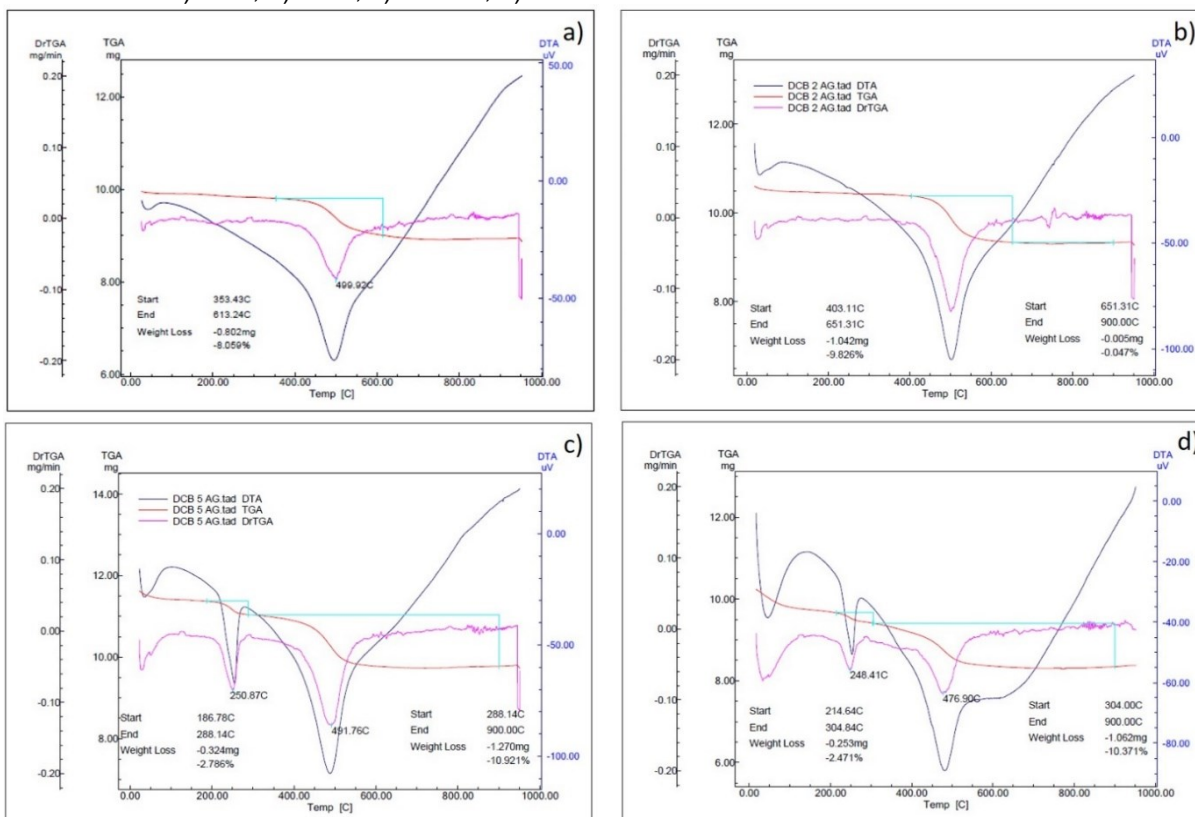 a)
DrTGA TGA DTA
mg/min mg uV
50.00
0.20
12.00
0.10
10.00 0.00
0.00
499.92C
-0.10
8.00
Start 353.43C
End 613.24C
Weight Loss -0.802mg
-8.059%
-50.00
-0.20
6.00
0.00 200.00 400.00 600.00 800.00 1000.00
Temp [C]
b)
DrTGA TGA DTA
mg/min mg uV
0.20
DCB 2 AG.tad DTA
DCB 2 AG.tad TGA
DCB 2 AG.tad DrTGA
12.00 0.00
0.10
10.00
0.00
-50.00
-0.10
8.00
Start 403.11C
End 651.31C
Weight Loss -1.042mg
-9.826%
Start 651.31C
End 900.00C
Weight Loss -0.005mg
-0.047%
-0.20 -100.00
0.00 200.00 400.00 600.00 800.00 1000.00
Temp [C]
c)
DrTGA TGA DTA
mg/min mg uV
0.20
14.00
DCB 5 AG.tad DTA
DCB 5 AG.tad TGA
DCB 5 AG.tad DrTGA
0.00
0.10
12.00
0.00
10.00
-50.00
250.87C
491.76C
-0.10
8.00
Start 186.78C
End 288.14C
Weight Loss -0.324mg
-2.786%
Start 288.14C
End 900.00C
Weight Loss -1.270mg
-10.921%
-100.00
-0.20
0.00 200.00 400.00 600.00 800.00 1000.00
Temp [C]
d)
DrTGA TGA DTA
mg/min mg uV
0.20
0.00
12.00
0.10
-20.00
10.00
0.00
-40.00
8.00
248.41C
476.90C
-0.10
-60.00
Start 214.64C
End 304.84C
Weight Loss -0.253mg
-2.471%
Start 304.00C
End 900.00C
Weight Loss -1.062mg
-10.371%
6.00
-80.00
-0.20
0.00 200.00 400.00 600.00 800.00 1000.00
Temp [C]